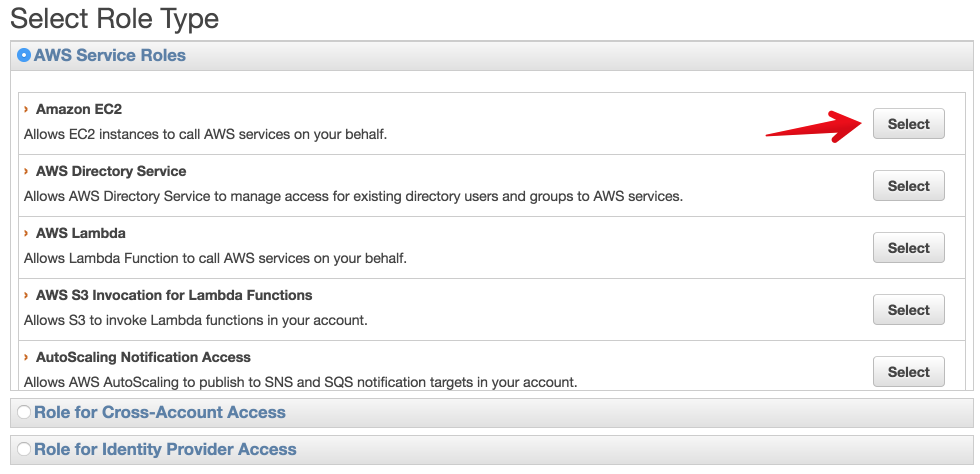 Select Role Type
AWS Service Roles
› Amazon EC2
Allows EC2 instances to call AWS services on your behalf.
Select
› AWS Directory Service
Allows AWS Directory Service to manage access for existing directory users and groups to AWS services.
Select
› AWS Lambda
Allows Lambda Function to call AWS services on your behalf.
Select
› AWS S3 Invocation for Lambda Functions
Allows S3 to invoke Lambda functions in your account.
Select
› AutoScaling Notification Access
Allows AWS AutoScaling to publish to SNS and SQS notification targets in your account.
Select
Role for Cross-Account Access
Role for Identity Provider Access